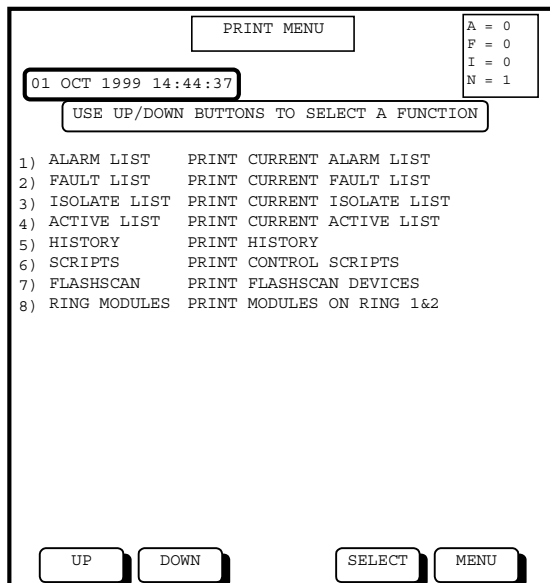 PRINT MENU
A = 0
F = 0
I = 0
N = 1
01 OCT 1999 14:44:37
USE UP/DOWN BUTTONS TO SELECT A FUNCTION
1) ALARM LIST PRINT CURRENT ALARM LIST
2) FAULT LIST PRINT CURRENT FAULT LIST
3) ISOLATE LIST PRINT CURRENT ISOLATE LIST
4) ACTIVE LIST PRINT CURRENT ACTIVE LIST
5) HISTORY PRINT HISTORY
6) SCRIPTS PRINT CONTROL SCRIPTS
7) FLASHSCAN PRINT FLASHSCAN DEVICES
8) RING MODULES PRINT MODULES ON RING 1&2
UP DOWN SELECT MENU